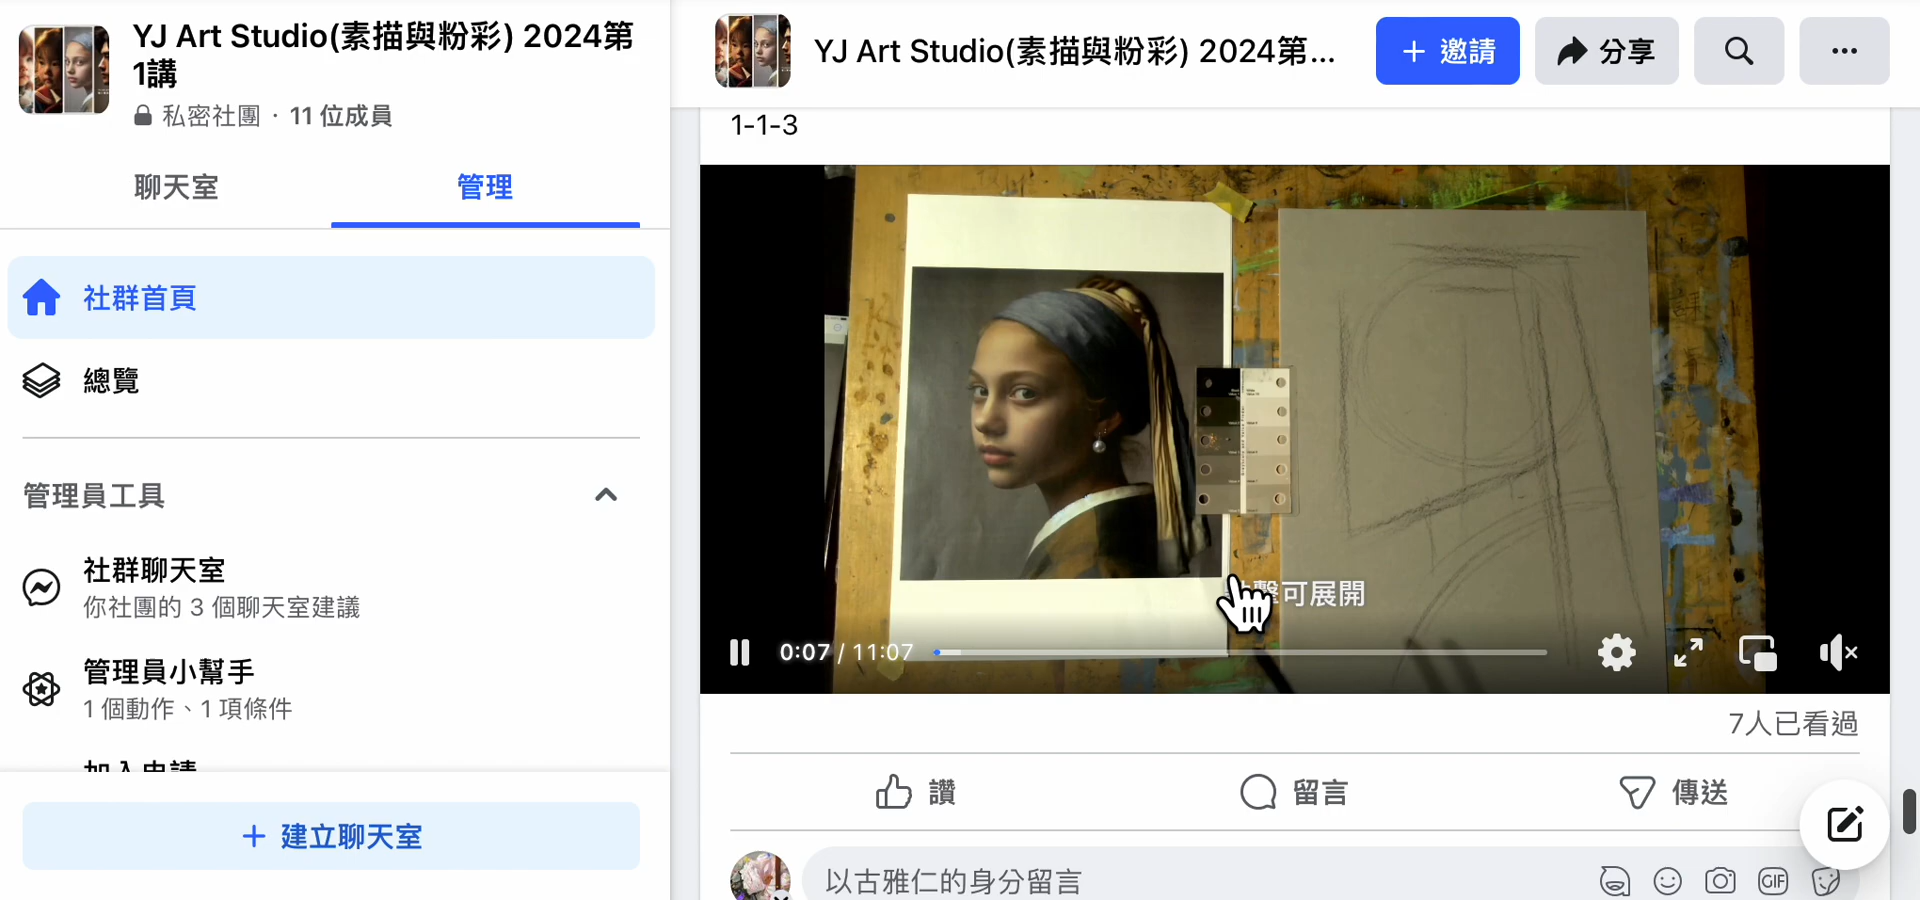 YJ Art Studio(素描與粉彩) 2024第
1講
私密社團 · 11 位成員
聊天室
管理
社群首頁
總覽
管理員工具
社群聊天室
你社團的 3 個聊天室建議
管理員小幫手
1 個動作、1 項條件
加入申請
+ 建立聊天室
YJ Art Studio(素描與粉彩) 2024第...
+ 邀請
分享
1-1-3
擊可展開
0:07 / 11:07
7人已看過
讚
留言
傳送
以古雅仁的身分留言
GIF